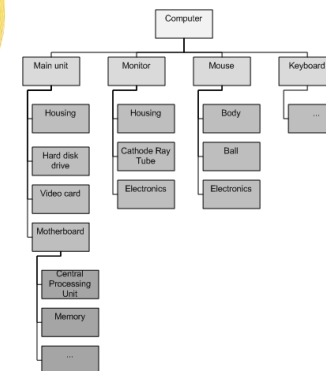 Computer
Main unit
Monitor
Mouse
Keyboard
Housing
Housing
Body
...
Hard disk
drive
Cathode Ray
Tube
Ball
Video card
Electronics
Electronics
Motherboard
Central
Processing
Unit
Memory
...